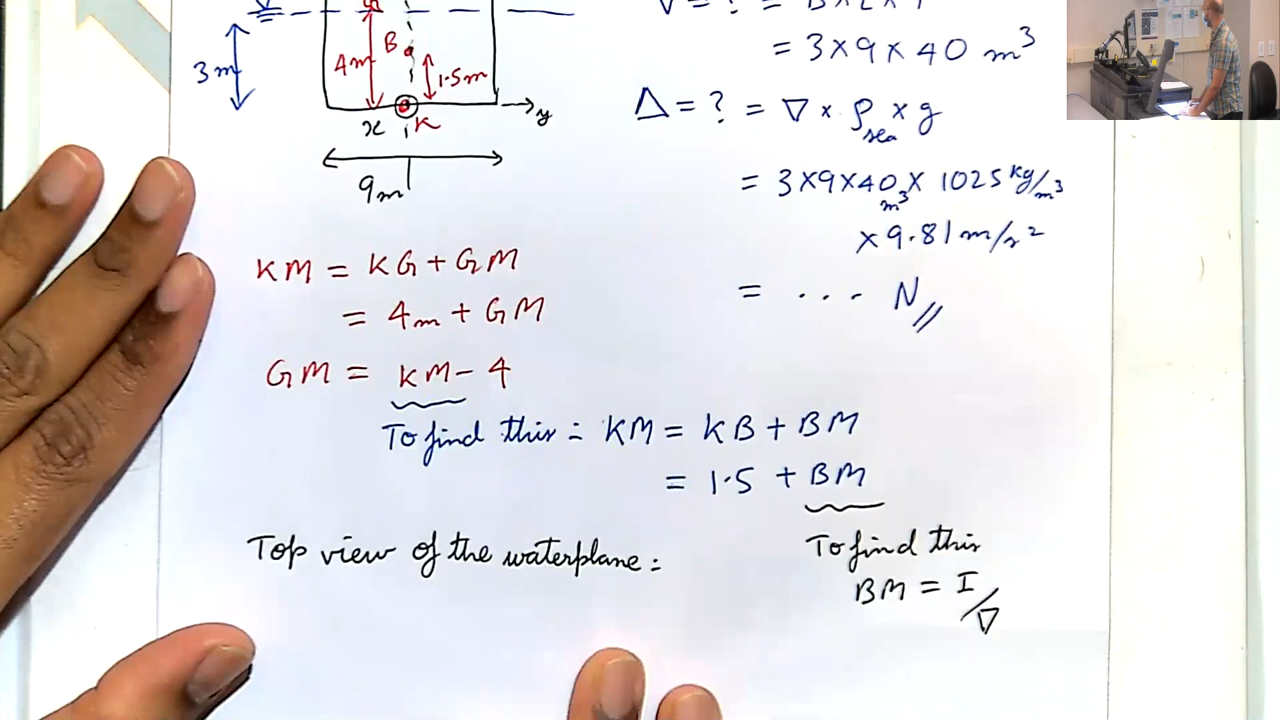 = 3×9×40 m³
3m
4m
B
1.5m
y
x
K
9m
Δ = ? = ∇ × ρsea × g
= 3×9×40 m³ × 1025 kg/m³
× 9.81 m/s²
= ... N
KM = KG + GM
= 4m + GM
GM = KM - 4
To find this : KM = KB + BM
= 1.5 + BM
Top view of the waterplane :
To find this
BM = I/∇